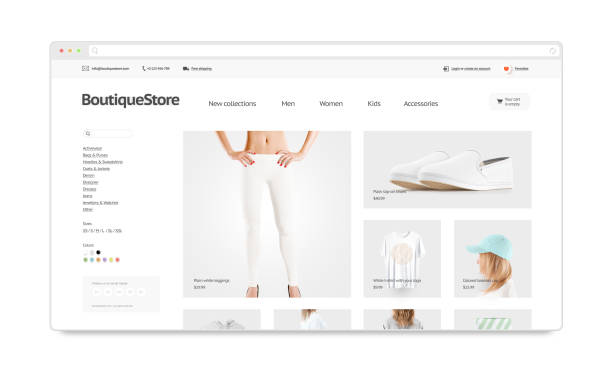 info@boutiquestore.com
+0 123-456-789
Free shipping
Login or create an account
Favorites
BoutiqueStore
New collections
Men
Women
Kids
Accessories
Your cart
is empty
Activewear
Bags & Purses
Hoodies & Sweatshirts
Coats & Jackets
Denim
Designer
Dresses
Jeans
Jewellery & Watches
Other
Sizes
XS / S / M / L / XL / XXL
Colors
Plain white leggings
$19.99
Plain slip-on shoes
$49.99
White t-shirt with your logo
$9.99
Colored baseball cap
$15.99